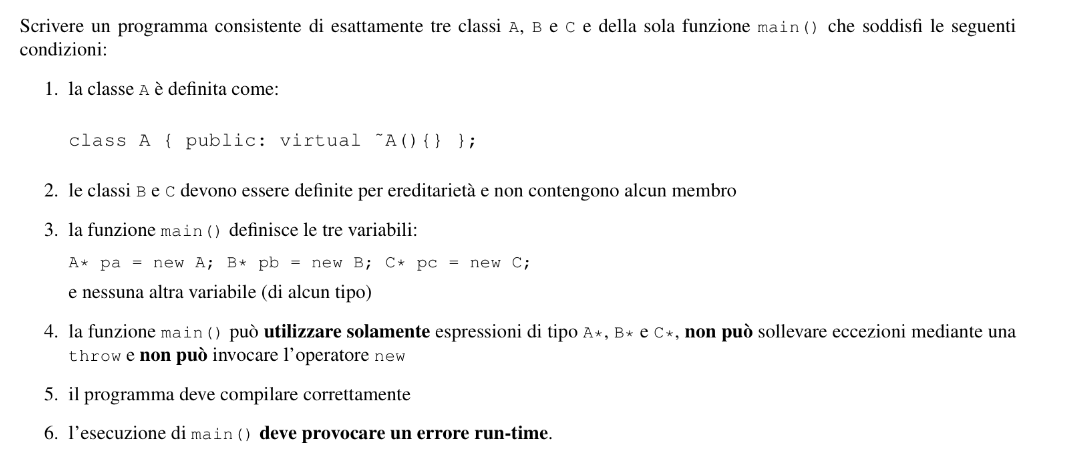 Scrivere un programma consistente di esattamente tre classi A, B e C e della sola funzione main() che soddisfi le seguenti
condizioni:
1. la classe A è definita come:
class A { public: virtual ~A(){} };
2. le classi B e C devono essere definite per ereditarietà e non contengono alcun membro
3. la funzione main() definisce le tre variabili:
A* pa = new A; B* pb = new B; C* pc = new C;
e nessuna altra variabile (di alcun tipo)
4. la funzione main() può utilizzare solamente espressioni di tipo A*, B* e C*, non può sollevare eccezioni mediante una
throw e non può invocare l'operatore new
5. il programma deve compilare correttamente
6. l'esecuzione di main() deve provocare un errore run-time.